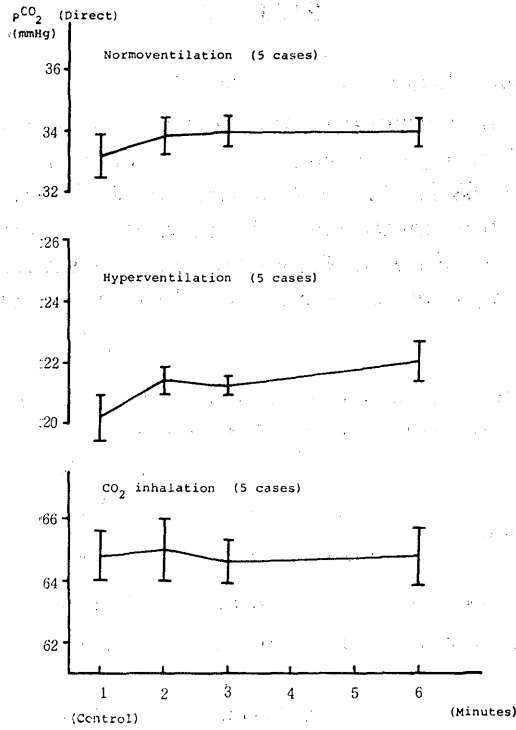 PCO2 (Direct)
(mmHg)
Normoventilation (5 cases)
36
34
32
26
Hyperventilation (5 cases)
24
22
20
CO2 inhalation (5 cases)
66
64
62
1 2 3 4 5 6
(Control) (Minutes)